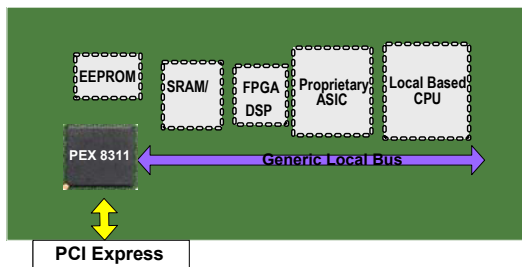 EEPROM
SRAM/
FPGA
DSP
Proprietary
ASIC
Local Based
CPU
PEX 8311
Generic Local Bus
PCI Express